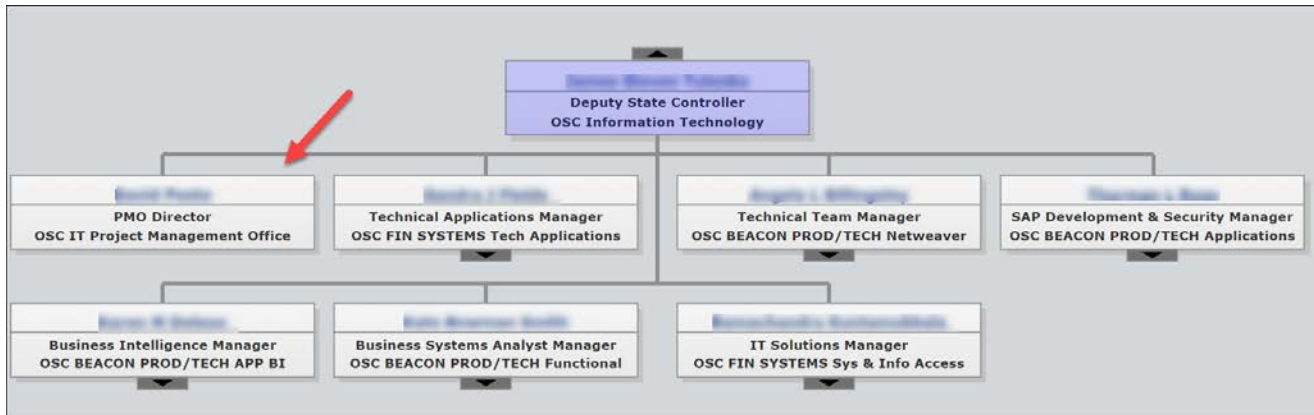 Deputy State Controller
OSC Information Technology
PMO Director
OSC IT Project Management Office
Technical Applications Manager
OSC FIN SYSTEMS Tech Applications
Technical Team Manager
OSC BEACON PROD/TECH Netweaver
SAP Development & Security Manager
OSC BEACON PROD/TECH Applications
Business Intelligence Manager
OSC BEACON PROD/TECH APP BI
Business Systems Analyst Manager
OSC BEACON PROD/TECH Functional
IT Solutions Manager
OSC FIN SYSTEMS Sys & Info Access